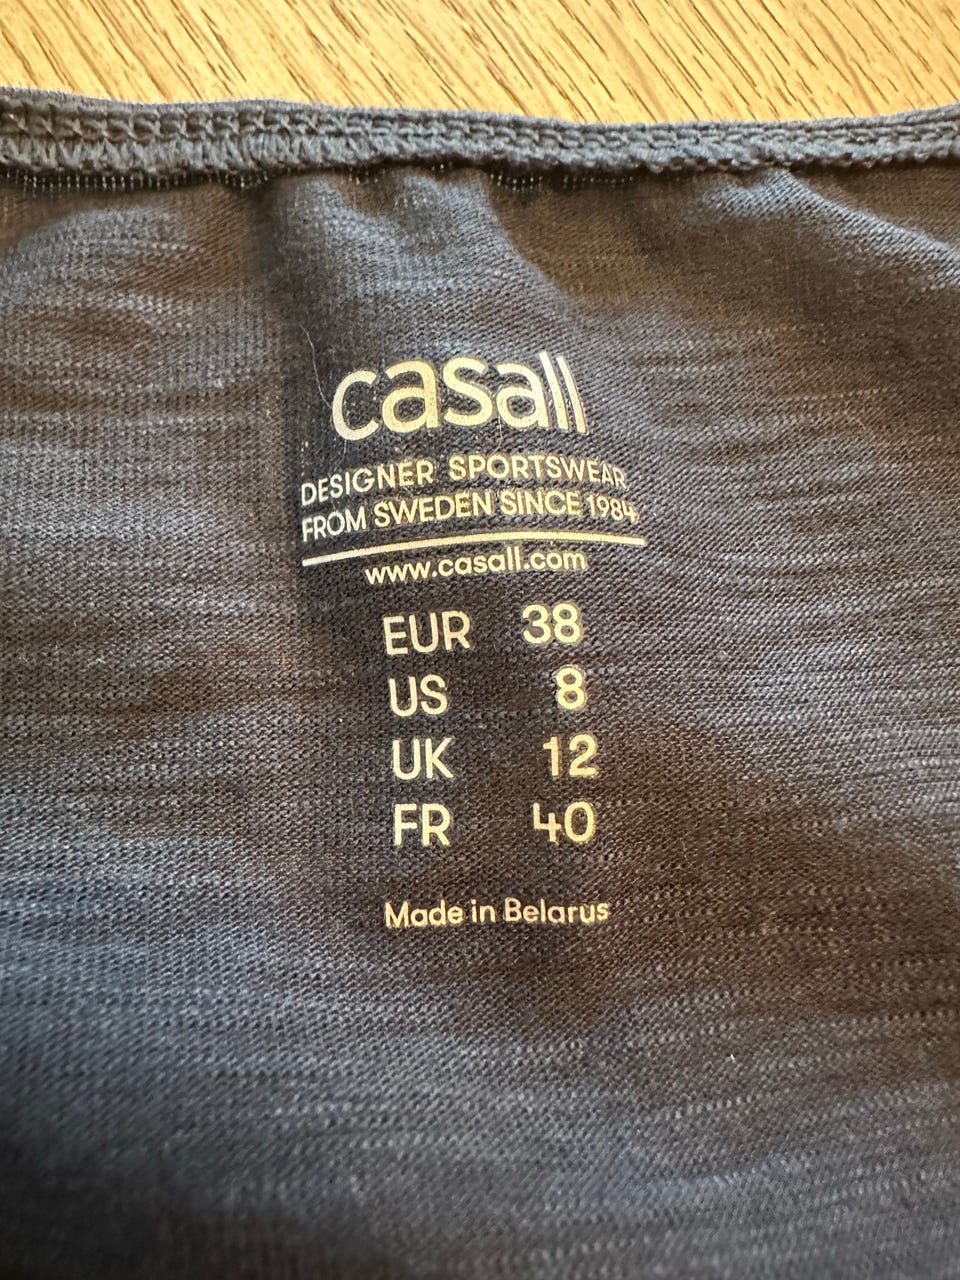 casall
DESIGNER SPORTSWEAR
FROM SWEDEN SINCE 1984
www.casall.com
EUR 38
US 8
UK 12
FR 40
Made in Belarus